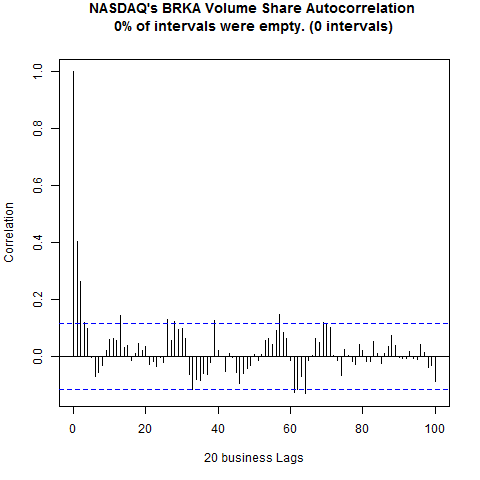 NASDAQ's BRKA Volume Share Autocorrelation
0% of intervals were empty. (0 intervals)
Correlation
1.0
0.8
0.6
0.4
0.2
0.0
0 20 40 60 80 100
20 business Lags